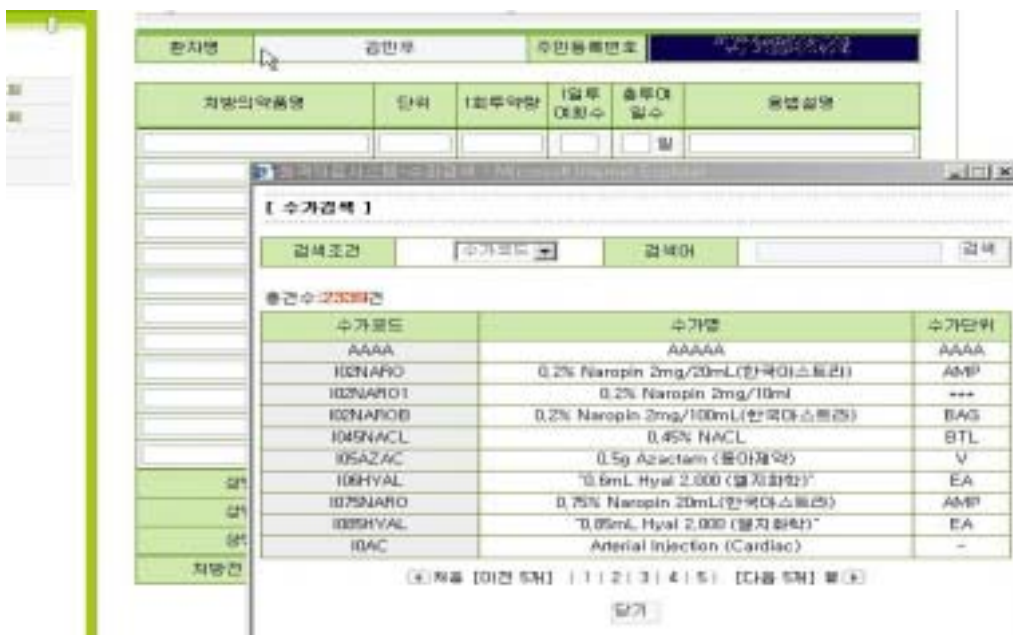 환자명 김민우 주민등록번호
처방의약품명 단위 1회투약량 1일투여횟수 총투여일수 용법설명
일
[ 수가검색 ]
검색조건 수가코드 검색어 검색
총건수:2339건
수가코드 수가명 수가단위
AAAA AAAAA AAAA
I02NARO 0,2% Naropin 2mg/20mL(한국아스트라) AMP
I02NARO1 0,2% Naropin 2mg/10ml +++
I02NAROB 0,2% Naropin 2mg/100mL(한국아스트라) BAG
I045NACL 0,45% NACL BTL
I05AZAC 0,5g Azactam (동아제약) V
I06HYAL "0,6mL Hyal 2,000 (엘지화학)" EA
I075NARO 0,75% Naropin 20mL(한국아스트라) AMP
I085HYAL "0,85mL Hyal 2,000 (엘지화학)" EA
I0AC Arterial Injection (Cardiac) -
처방전
처음 [이전 5개] | 1 | 2 | 3 | 4 | 5 | [다음 5개] 끝
닫기